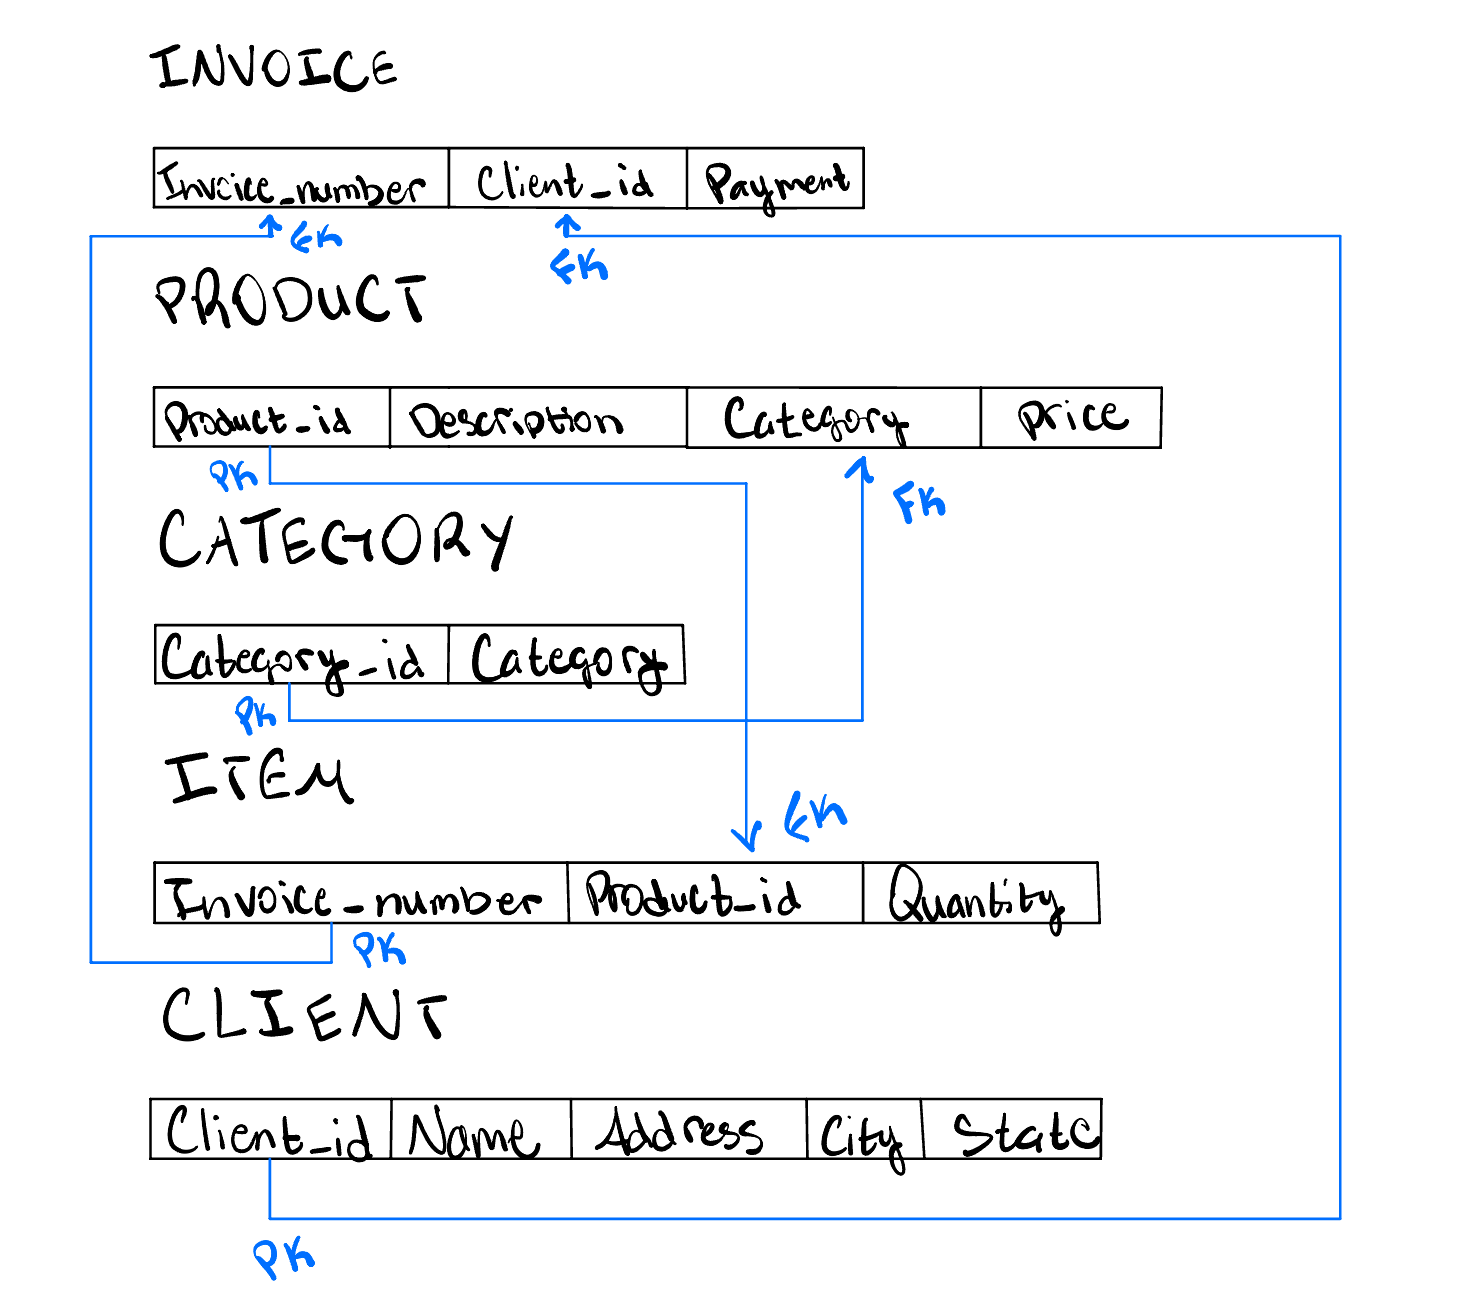 INVOICE
Invoice_number Client_id Payment
FK
FK
PRODUCT
Product_id Description Category Price
PK
FK
CATEGORY
Category_id Category
PK
ITEM
FK
Invoice_number Product_id Quantity
PK
CLIENT
Client_id Name Address City State
PK